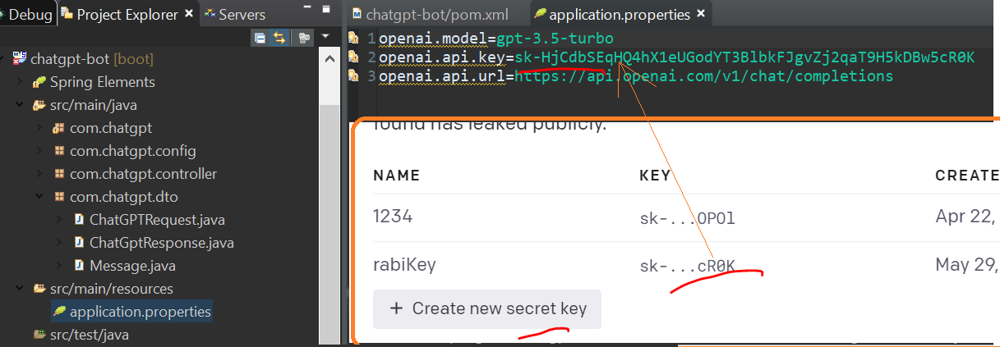 Debug
Project Explorer
Servers
chatgpt-bot [boot]
Spring Elements
src/main/java
com.chatgpt
com.chatgpt.config
com.chatgpt.controller
com.chatgpt.dto
ChatGPTRequest.java
ChatGptResponse.java
Message.java
src/main/resources
application.properties
src/test/java
chatgpt-bot/pom.xml
application.properties
1 openai.model=gpt-3.5-turbo
2 openai.api.key=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
3 openai.api.url=https://api.openai.com/v1/chat/completions
found has leaked publicly.
NAME KEY CREATE
1234 sk-...OPOl Apr 22,
rabiKey sk-...cR0K May 29,
+ Create new secret key